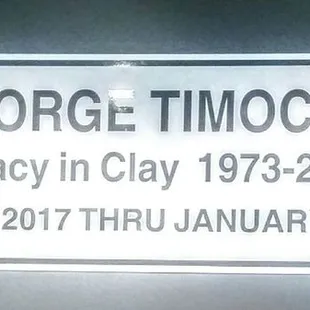 ORGE TIMOC
acy in Clay 1973-2
2017 THRU JANUAR